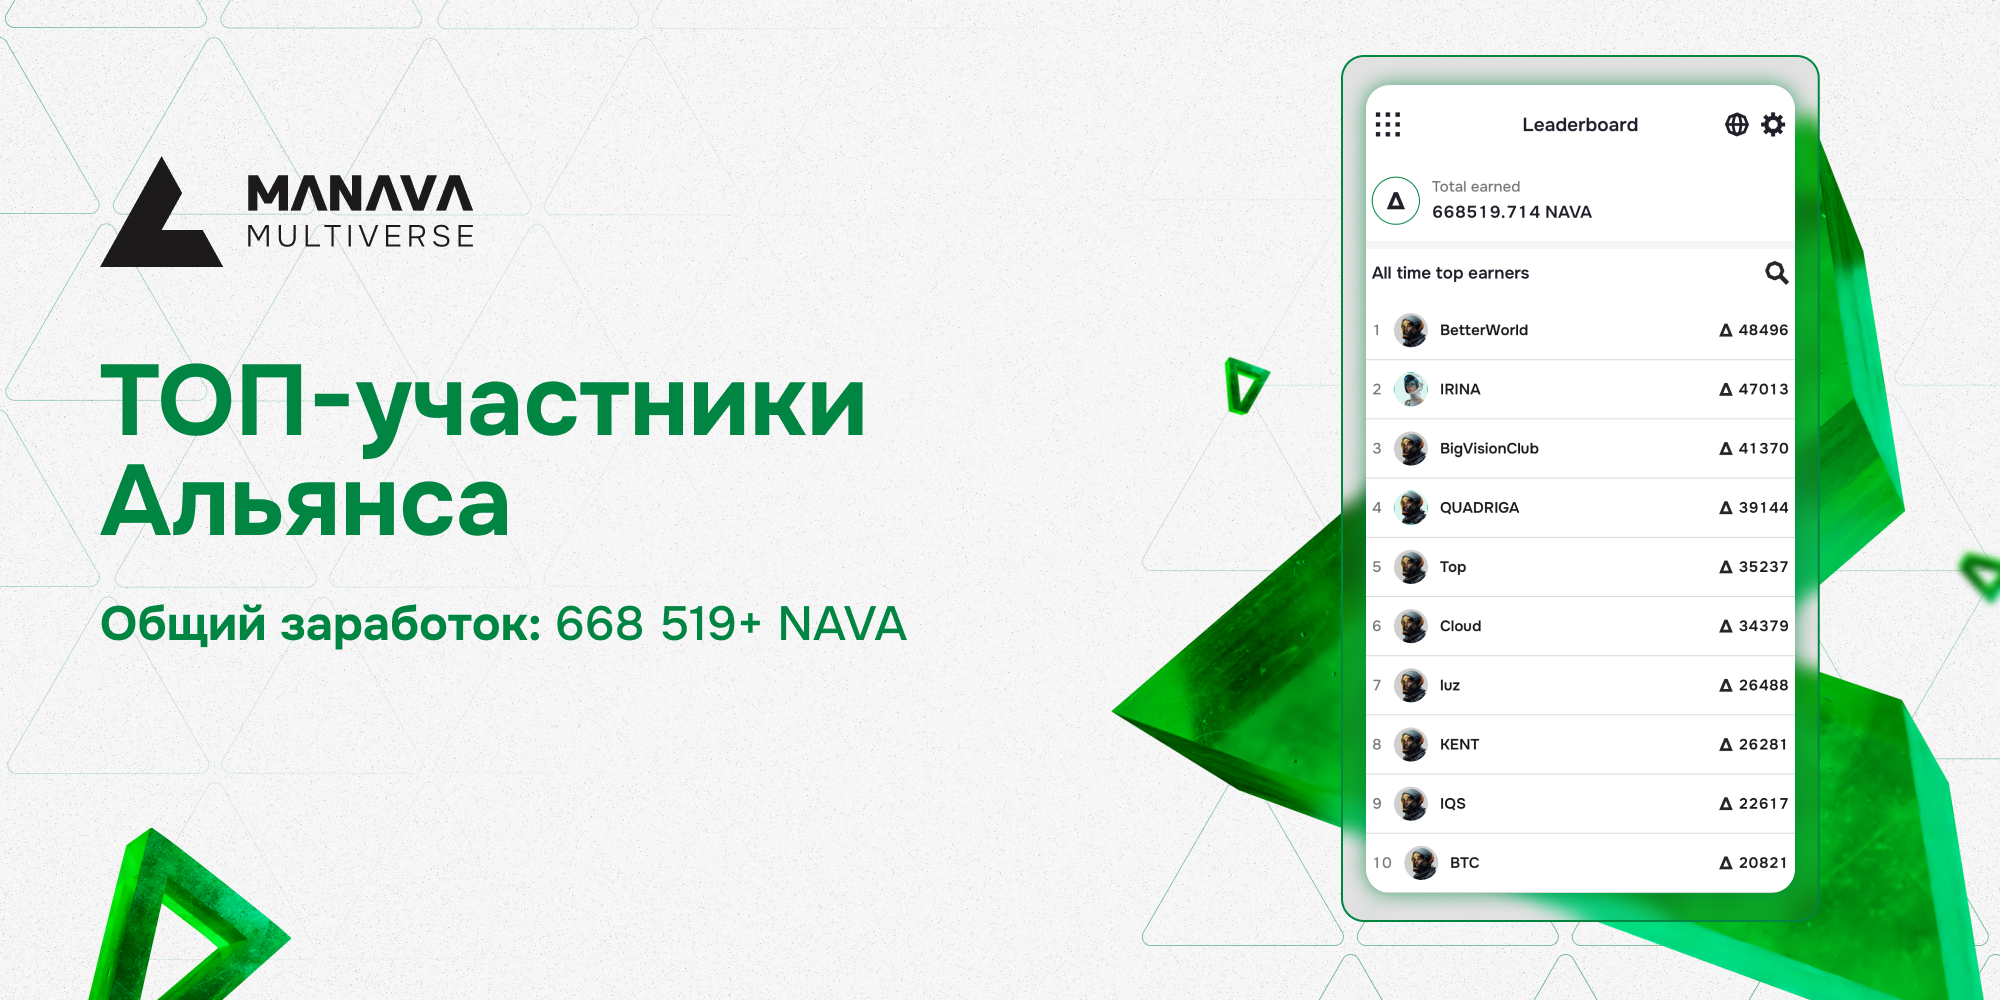 MANAVA
MULTIVERSE
ТОП-участники
Альянса
Общий заработок: 668 519+ NAVA
Leaderboard
Total earned
668519.714 NAVA
All time top earners
1 BetterWorld 48496
2 IRINA 47013
3 BigVisionClub 41370
4 QUADRIGA 39144
5 Top 35237
6 Cloud 34379
7 luz 26488
8 KENT 26281
9 IQS 22617
10 BTC 20821